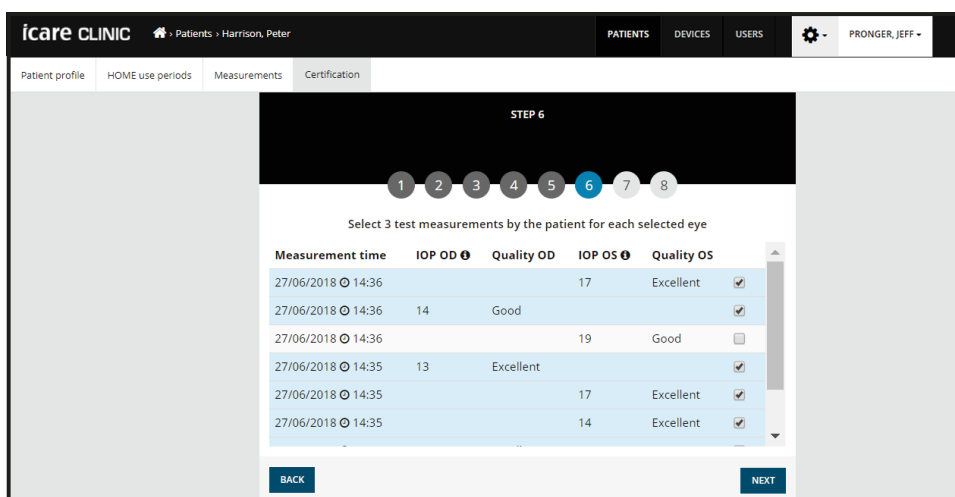 icare CLINIC › Patients › Harrison, Peter PATIENTS DEVICES USERS PRONGER, JEFF
Patient profile HOME use periods Measurements Certification
STEP 6
1 2 3 4 5 6 7 8
Select 3 test measurements by the patient for each selected eye
Measurement time IOP OD Quality OD IOP OS Quality OS
27/06/2018 14:36 17 Excellent
27/06/2018 14:36 14 Good
27/06/2018 14:36 19 Good
27/06/2018 14:35 13 Excellent
27/06/2018 14:35 17 Excellent
27/06/2018 14:35 14 Excellent
BACK NEXT